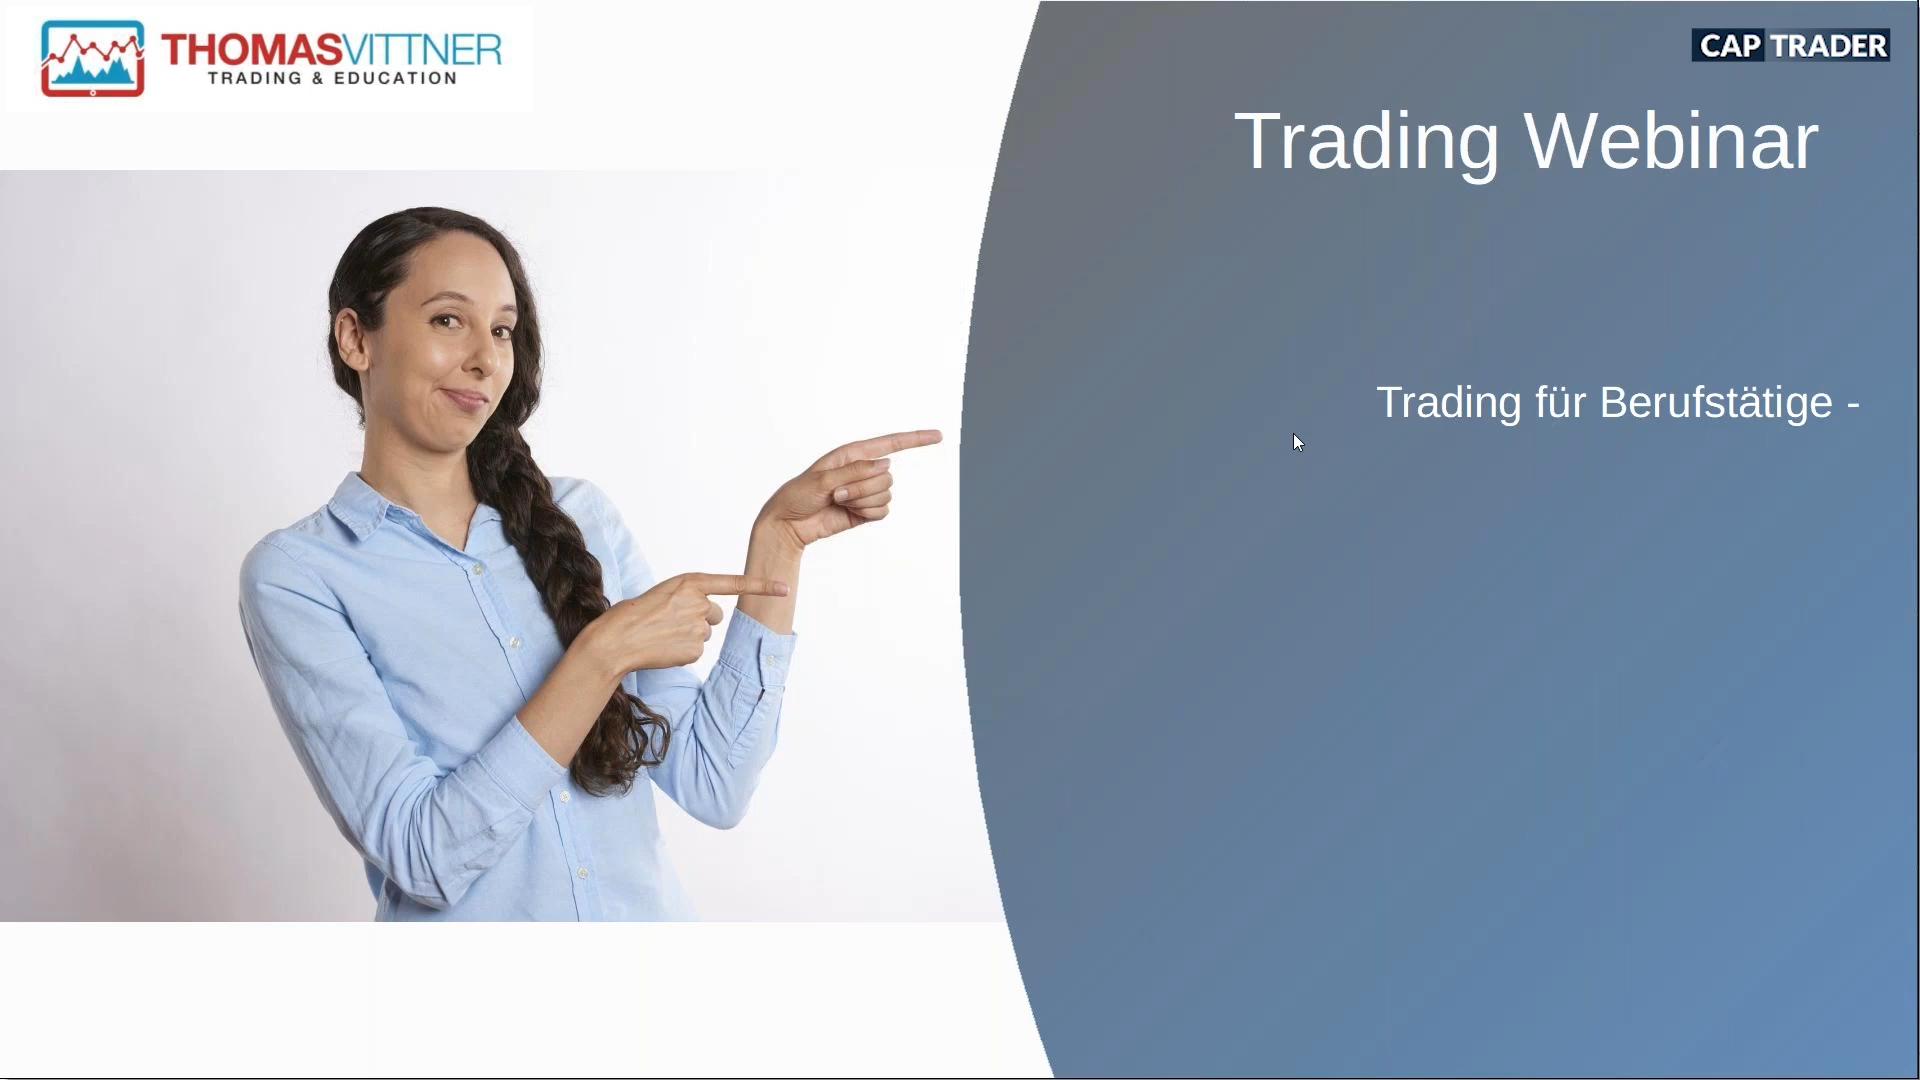 THOMASVITTNER
TRADING & EDUCATION
CAP TRADER
Trading Webinar
Trading für Berufstätige -